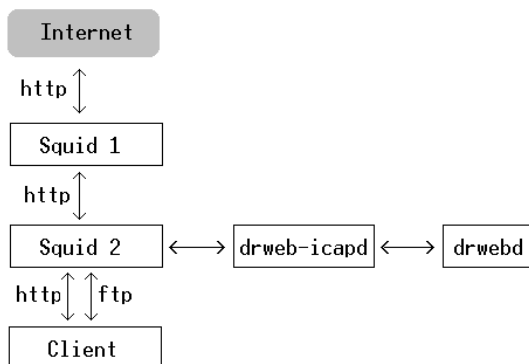 Internet
http
Squid 1
http
Squid 2 drweb-icapd drwebd
http ftp
Client